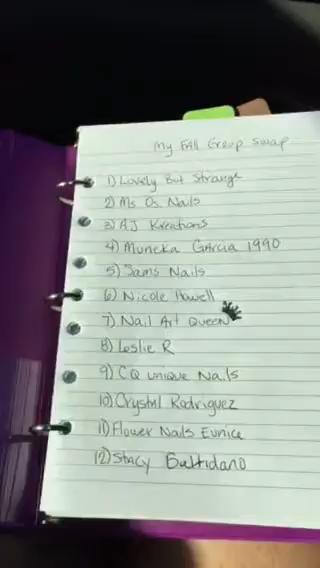 My Fall Group Swap
1) Lovely But Strange
2) Ms Ds Nails
3) AJ Kreations
4) Muneka Garcia 1990
5) Sams Nails
6) Nicole Howell
7) Nail Art Queen
8) Leslie R
9) CQ unique Nails
10) Crystal Rodriguez
11) Flower Nails Eunice
12) Stacy Baltidano